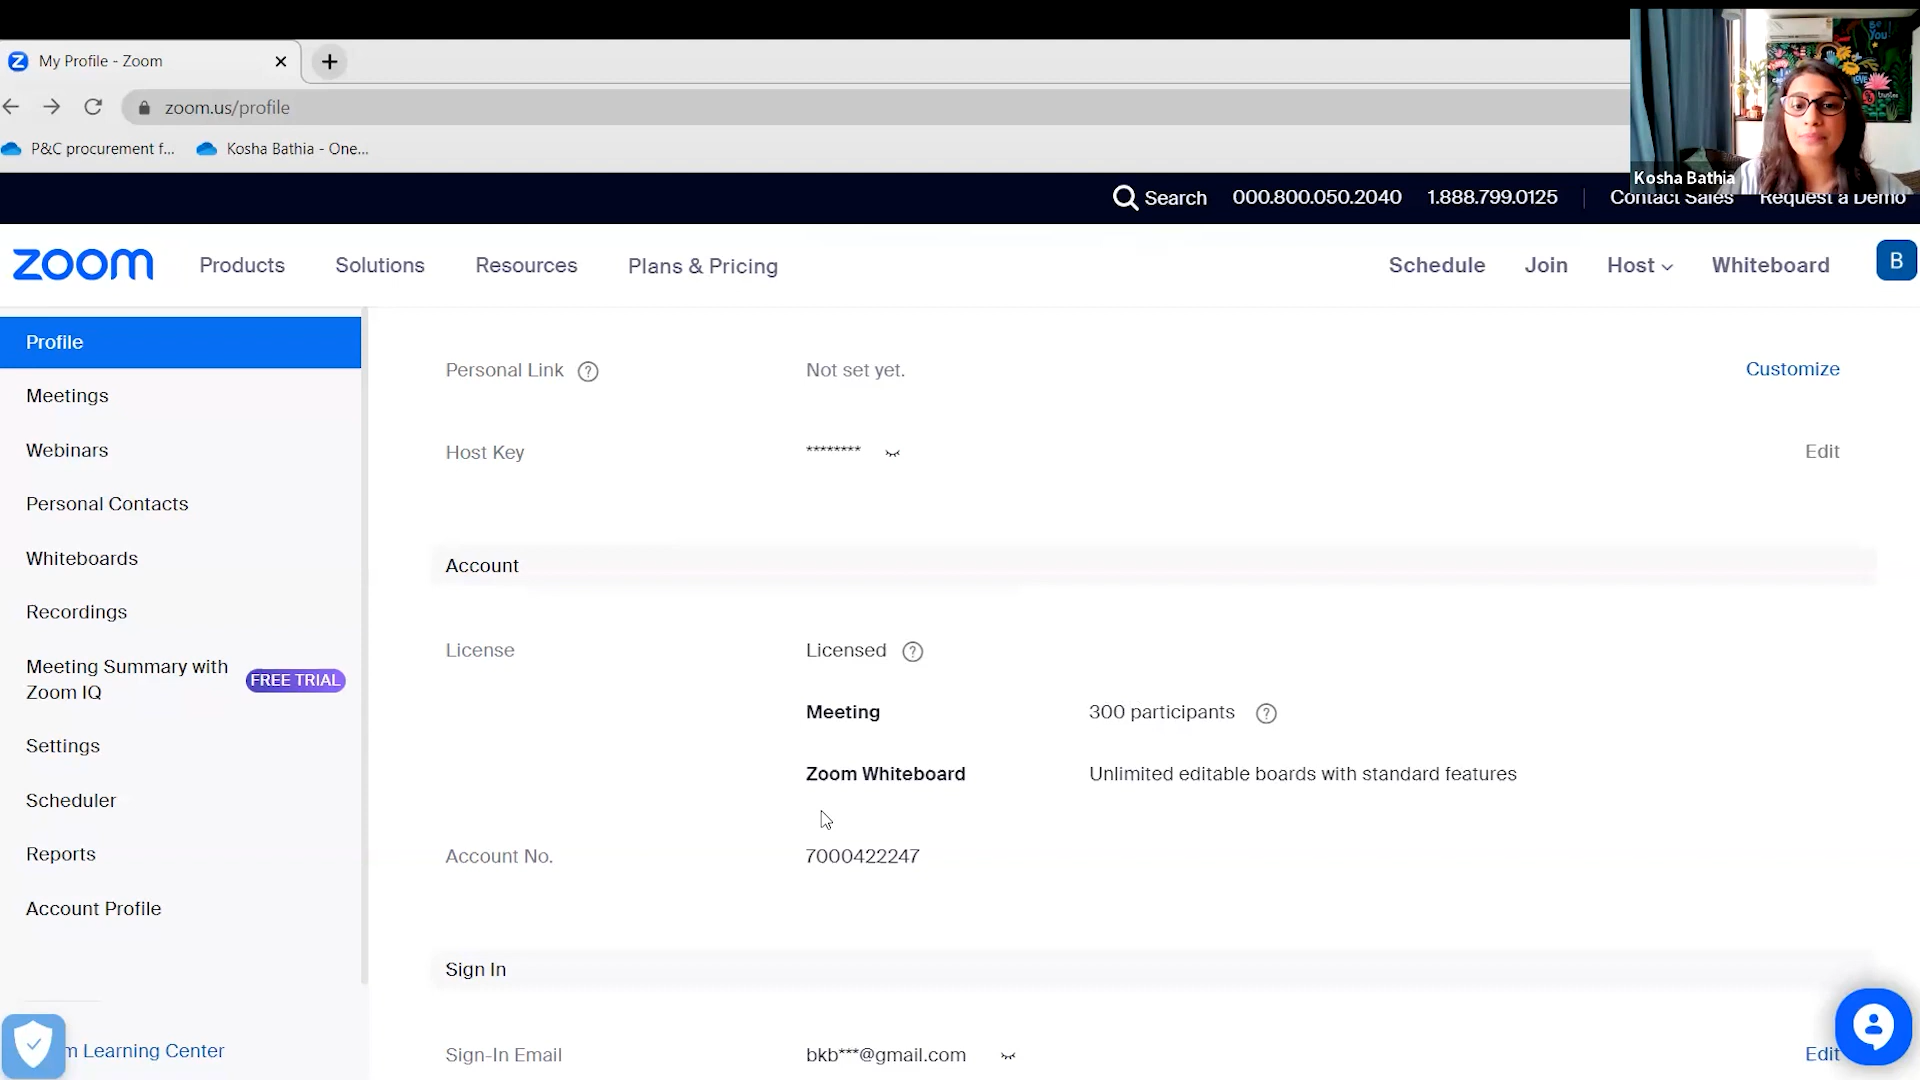 My Profile - Zoom
zoom.us/profile
P&C procurement f...
Kosha Bathia - One...
Kosha Bathia
Search
000.800.050.2040
1.888.799.0125
Contact Sales
Request a Demo
zoom
Products
Solutions
Resources
Plans & Pricing
Schedule
Join
Host
Whiteboard
B
Profile
Meetings
Webinars
Personal Contacts
Whiteboards
Recordings
Meeting Summary with
Zoom IQ
FREE TRIAL
Settings
Scheduler
Reports
Account Profile
m Learning Center
Personal Link ?
Not set yet.
Customize
Host Key
********
Edit
Account
License
Licensed ?
Meeting
300 participants ?
Zoom Whiteboard
Unlimited editable boards with standard features
Account No.
7000422247
Sign In
Sign-In Email
bkb***@gmail.com
Edit